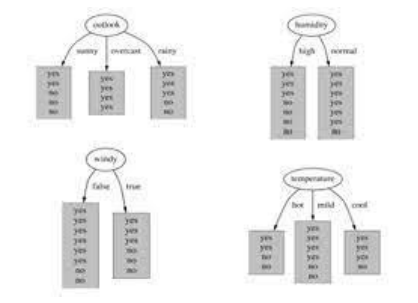 outlook
sunny overcast rainy
yes
yes
no
no
no
yes
yes
yes
yes
yes
yes
yes
no
no
humidity
high normal
yes
yes
yes
no
no
no
no
yes
yes
yes
yes
yes
yes
no
windy
false true
yes
yes
yes
yes
yes
yes
no
no
yes
yes
yes
no
no
no
temperature
hot mild cool
yes
yes
no
no
yes
yes
yes
yes
no
no
yes
yes
yes
no